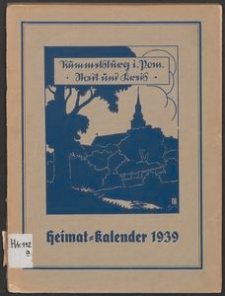 Rummelsburg i. Pom.
· Stadt und Kreis ·
Heimat-Kalender 1939